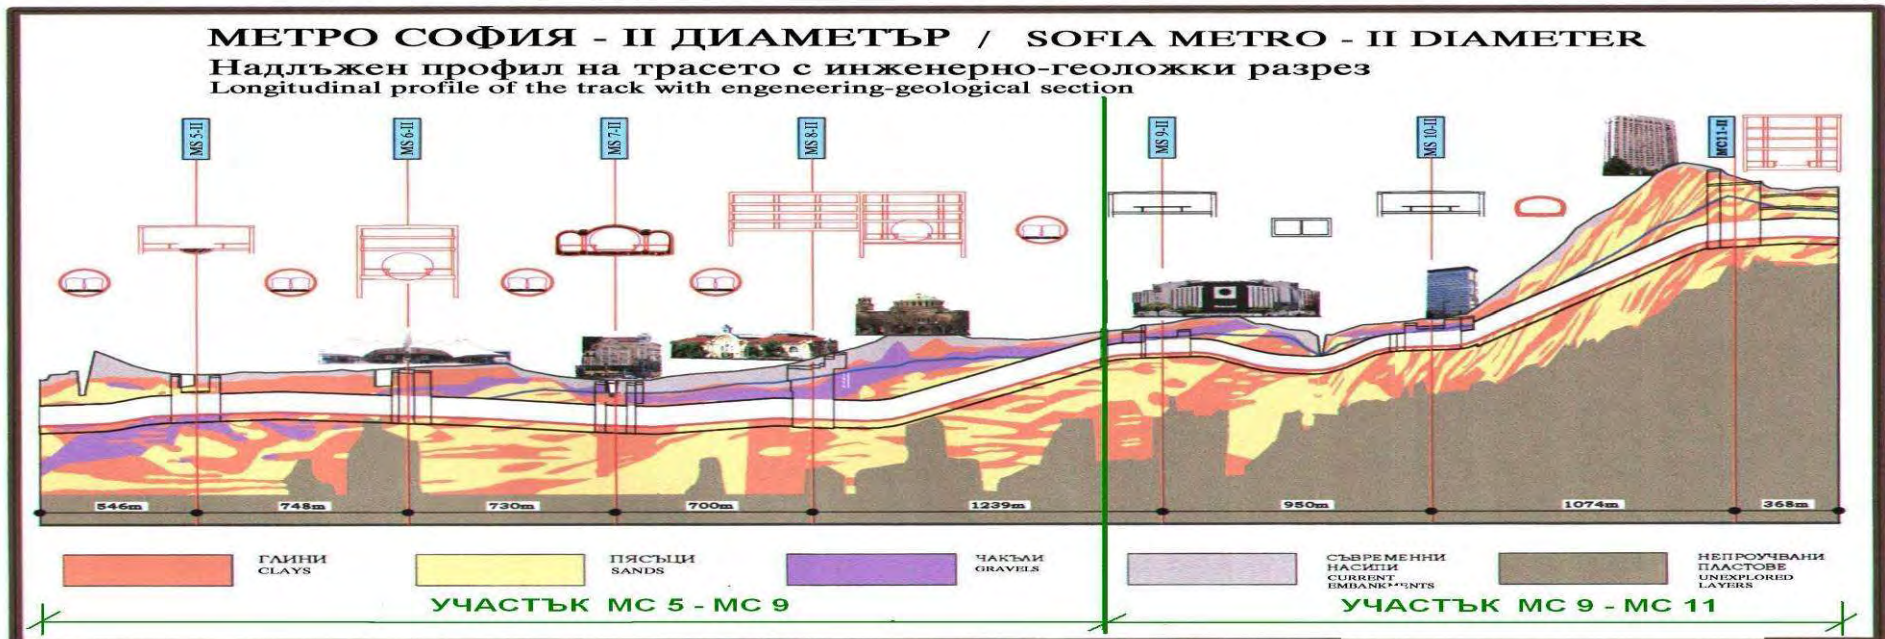 МЕТРО СОФИЯ - II ДИАМЕТЪР / SOFIA METRO - II DIAMETER
Надлъжен профил на трасето с инженерно-геоложки разрез
Longitudinal profile of the track with engeneering-geological section
MS 5-II
MS 6-II
MS 7-II
MS 8-II
MS 9-II
MS 10-II
МС11-II
546m
748m
730m
700m
1239m
950m
1074m
368m
ГЛИНИ
CLAYS
ПЯСЪЦИ
SANDS
ЧАКЪЛИ
GRAVELS
СЪВРЕМЕННИ
НАСИПИ
CURRENT
EMBANKMENTS
НЕПРОУЧВАНИ
ПЛАСТОВЕ
UNEXPLORED
LAYERS
УЧАСТЪК МС 5 - МС 9
УЧАСТЪК МС 9 - МС 11